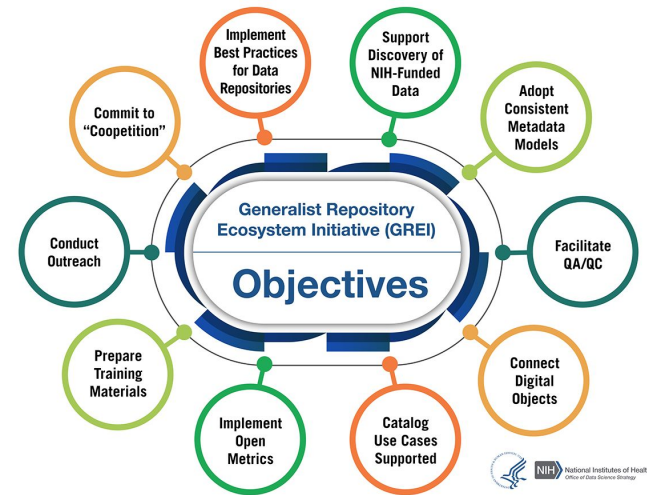 Generalist Repository
Ecosystem Initiative (GREI)
Objectives
Implement
Best Practices
for Data
Repositories
Support
Discovery of
NIH-Funded
Data
Adopt
Consistent
Metadata
Models
Facilitate
QA/QC
Connect
Digital
Objects
Catalog
Use Cases
Supported
Implement
Open
Metrics
Prepare
Training
Materials
Conduct
Outreach
Commit to
“Coopetition”
NIH
National Institutes of Healt
Office of Data Science Strategy